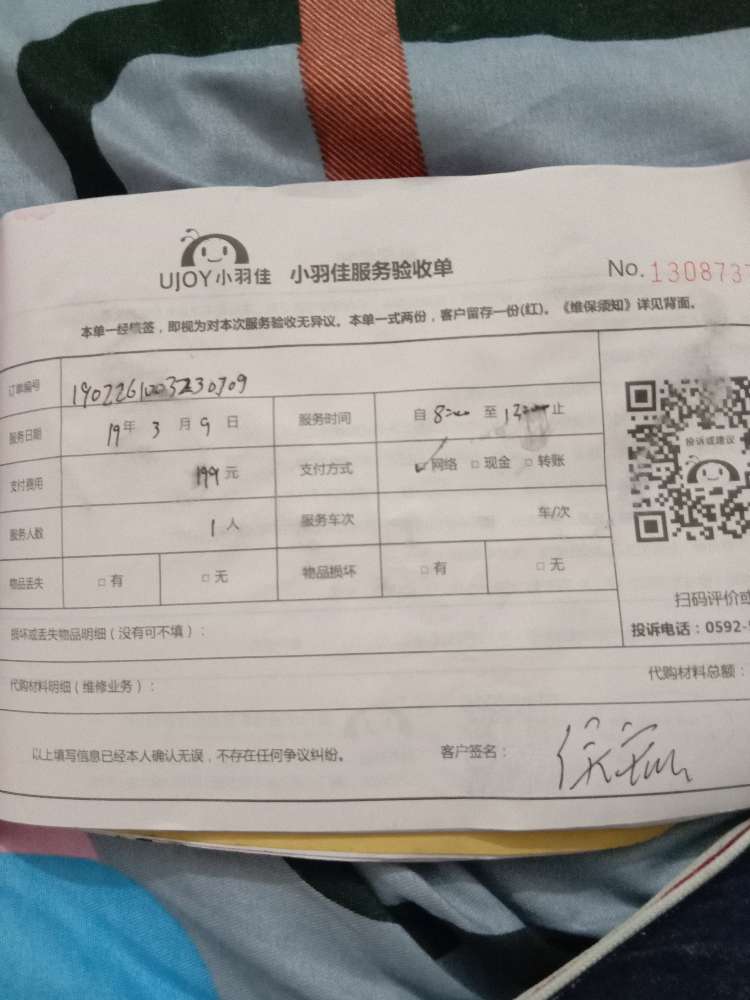 UJOY小羽佳 小羽佳服务验收单 No.130873
本单一经签,即视为对本次服务验收无异议。本单一式两份,客户留存一份(红)。《维保须知》详见背面。
订单编号
服务日期 19年 3 月 9 日 服务时间 自 8 至 止
支付费用 199元 支付方式 ✓网络 □ 现金 □ 转账
服务人数 1 人 服务车次 车/次
物品丢失 □ 有 □ 无 物品损坏 □ 有 □ 无
投诉或建议
扫码评价或
投诉电话:0592-
损坏或丢失物品明细(没有可不填):
代购材料明细(维修业务): 代购材料总额:
以上填写信息已经本人确认无误,不存在任何争议纠纷。 客户签名: